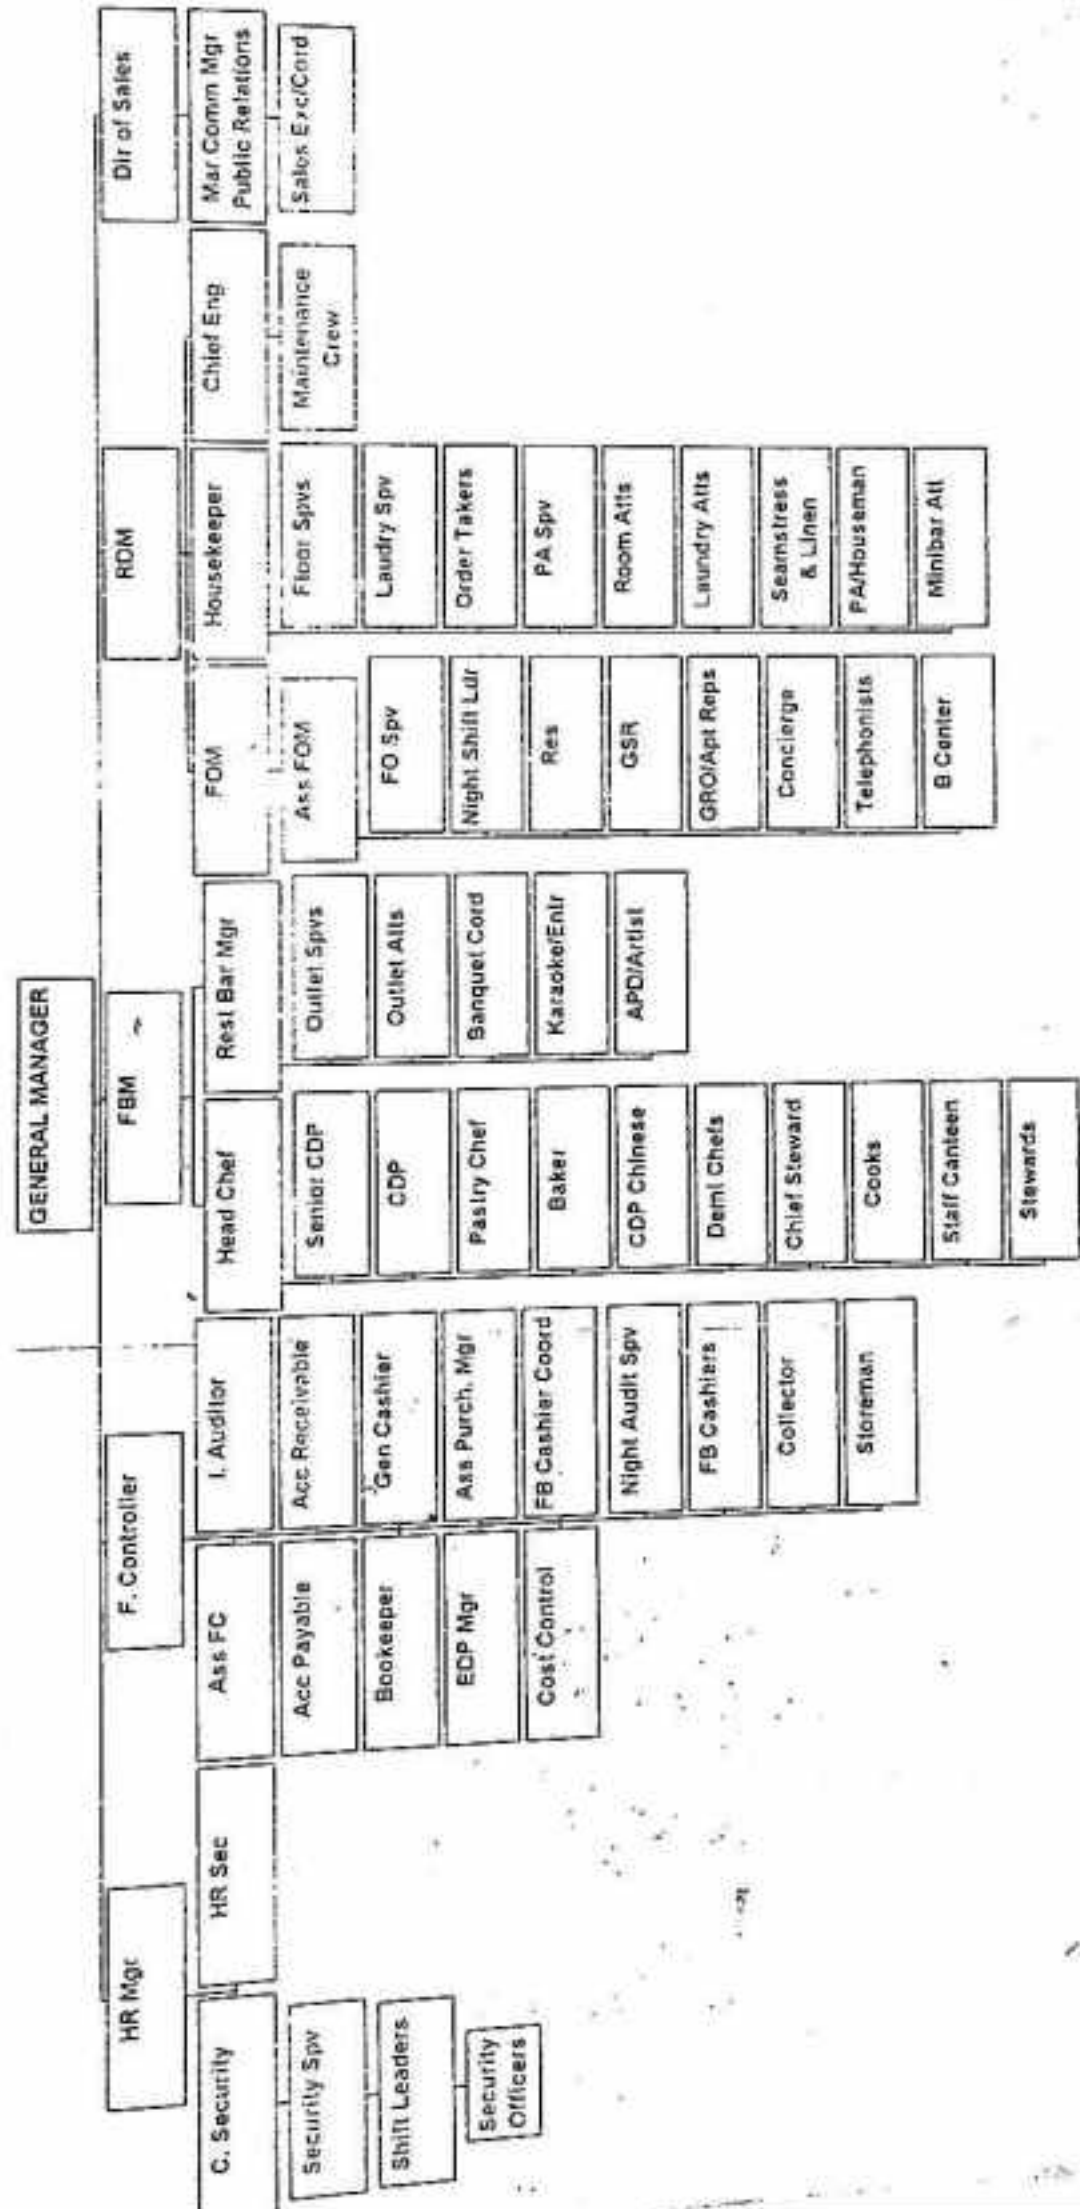 GENERAL MANAGER
HR Mgr
F. Controller
FBM
RDM
Dir of Sales
C. Security
HR Sec
Ass FC
I. Auditor
Head Chef
Rest Bar Mgr
FOM
Housekeeper
Chief Eng
Mar Comm Mgr
Public Relations
Security Spv
Shift Leaders
Security
Officers
Acc Payable
Bookeeper
EDP Mgr
Cost Control
Acc Receivable
Gen Cashier
Ass Purch. Mgr
FB Cashier Coord
Night Audit Spv
FB Cashiers
Collector
Storeman
Senior CDP
CDP
Pastry Chef
Baker
CDP Chinese
Demi Chefs
Chief Steward
Cooks
Staff Canteen
Stewards
Outlet Spvs
Outlet Atts
Banquet Cord
Karaoke/Entr
APD/Artist
Ass FOM
FO Spv
Night Shift Ldr
Res
GSR
GRO/Apt Reps
Concierge
Telephonists
B Center
Floor Spvs
Laudry Spv
Order Takers
PA Spv
Room Atts
Laundry Atts
Seamstress
& Linen
PA/Houseman
Minibar Att
Maintenance
Crew
Sales Exc/Cord